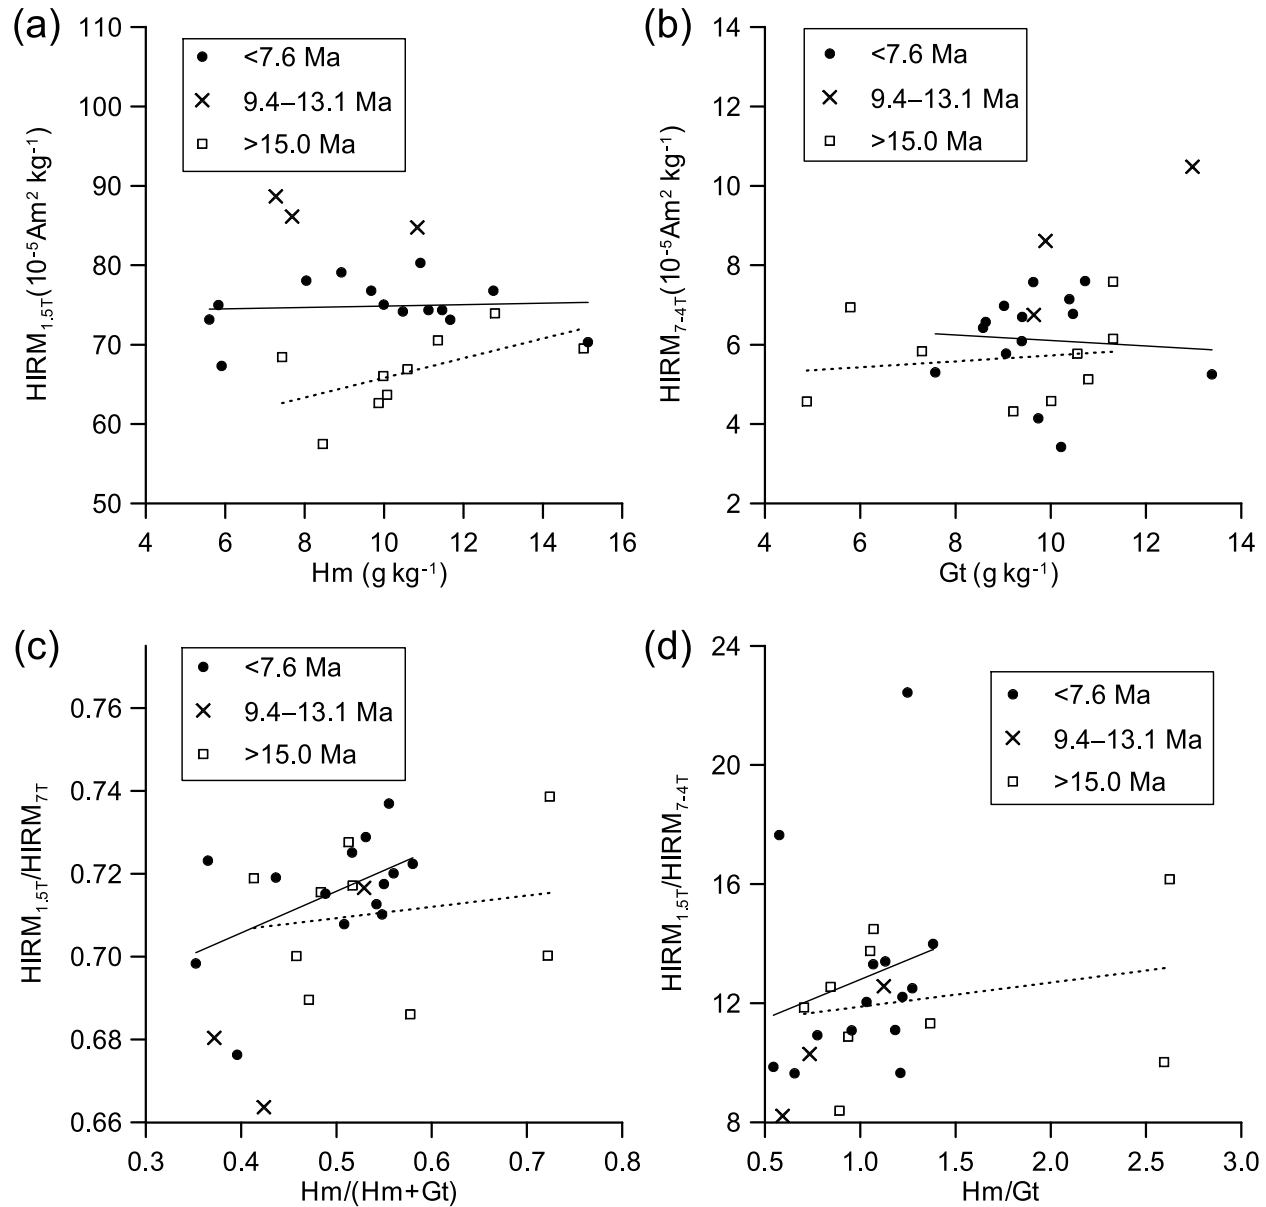 (a)
110
100
90
80
70
60
50
HIRM1.5T(10-5Am2 kg-1)
<7.6 Ma
9.4–13.1 Ma
>15.0 Ma
4 6 8 10 12 14 16
Hm (g kg-1)
(b)
14
12
10
8
6
4
2
HIRM7-4T(10-5Am2 kg-1)
<7.6 Ma
9.4–13.1 Ma
>15.0 Ma
4 6 8 10 12 14
Gt (g kg-1)
(c)
0.76
0.74
0.72
0.70
0.68
0.66
HIRM1.5T/HIRM7T
<7.6 Ma
9.4–13.1 Ma
>15.0 Ma
0.3 0.4 0.5 0.6 0.7 0.8
Hm/(Hm+Gt)
(d)
24
20
16
12
8
HIRM1.5T/HIRM7-4T
<7.6 Ma
9.4–13.1 Ma
>15.0 Ma
0.5 1.0 1.5 2.0 2.5 3.0
Hm/Gt